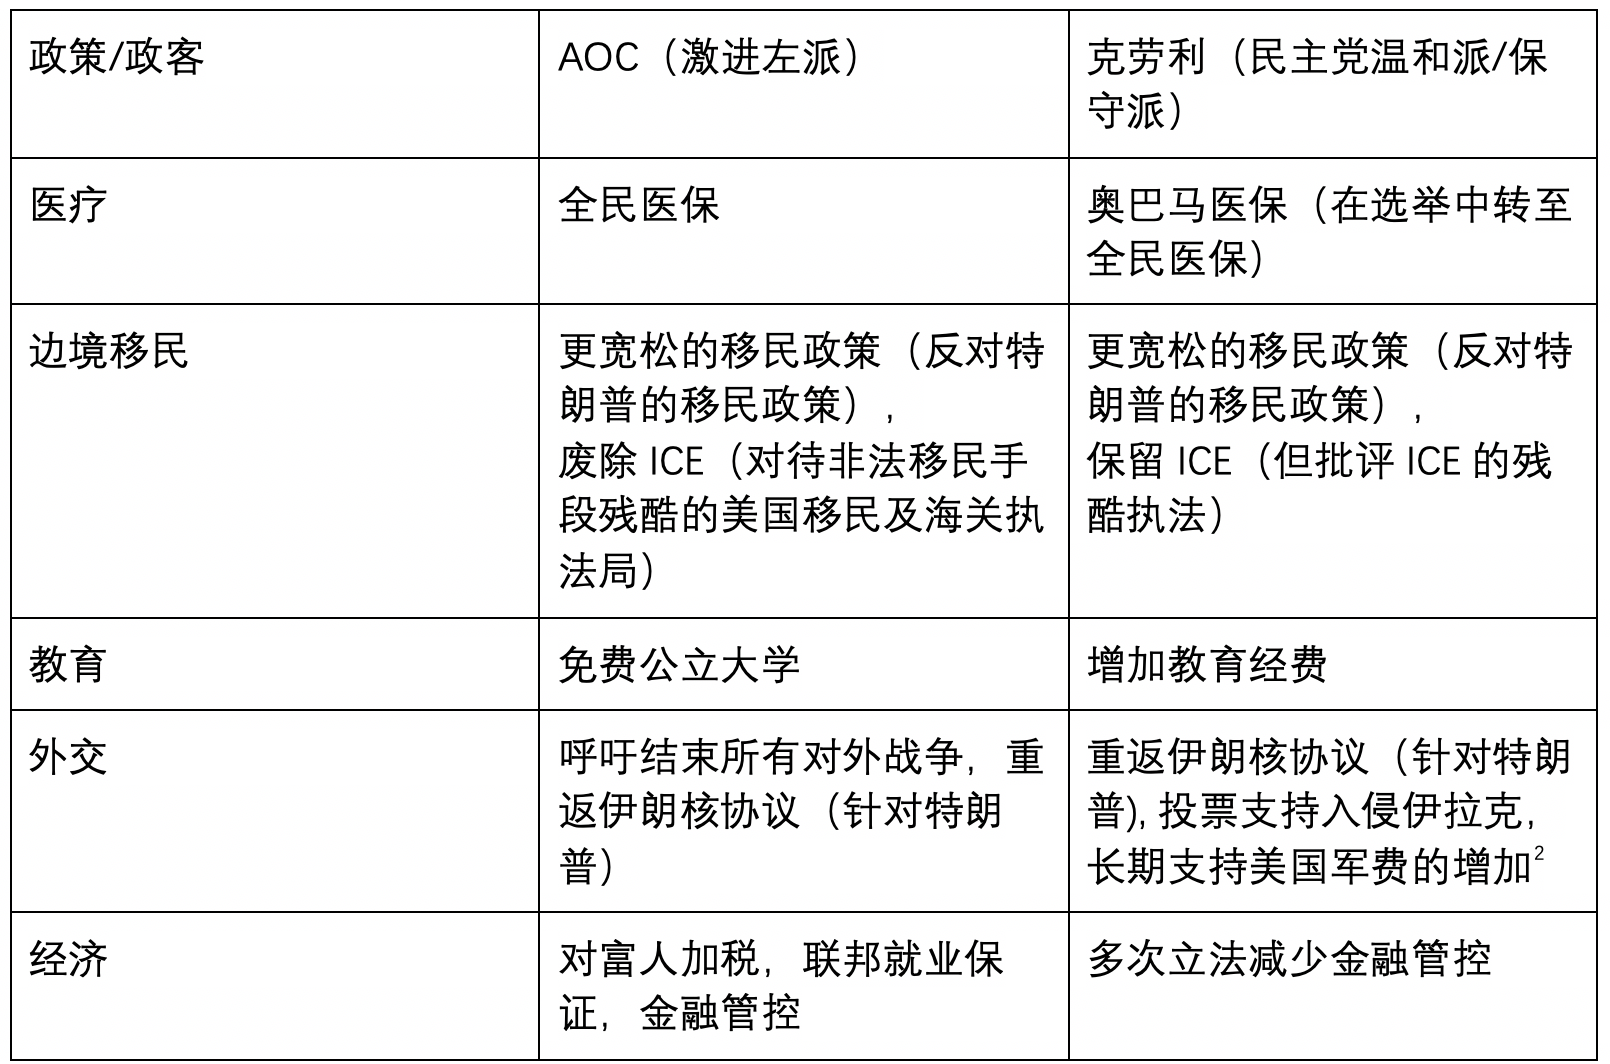 政策/政客
AOC（激进左派）
克劳利（民主党温和派/保
守派）
医疗
全民医保
奥巴马医保（在选举中转至
全民医保）
边境移民
更宽松的移民政策（反对特
朗普的移民政策），
废除 ICE（对待非法移民手
段残酷的美国移民及海关执
法局）
更宽松的移民政策（反对特
朗普的移民政策），
保留 ICE（但批评 ICE 的残
酷执法）
教育
免费公立大学
增加教育经费
外交
呼吁结束所有对外战争，重
返伊朗核协议（针对特朗
普）
重返伊朗核协议（针对特朗
普), 投票支持入侵伊拉克，
长期支持美国军费的增加2
经济
对富人加税，联邦就业保
证，金融管控
多次立法减少金融管控